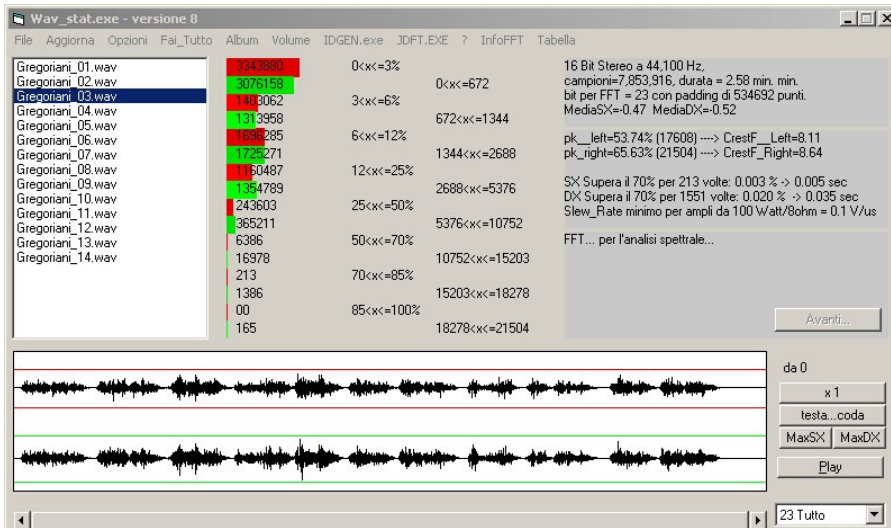 Wav_stat.exe - versione 8
File Aggiorna Opzioni Fai_Tutto Album Volume IDGEN.exe JDFT.EXE ? InfoFFT Tabella
Gregoriani_01.wav
Gregoriani_02.wav
Gregoriani_03.wav
Gregoriani_04.wav
Gregoriani_05.wav
Gregoriani_06.wav
Gregoriani_07.wav
Gregoriani_08.wav
Gregoriani_09.wav
Gregoriani_10.wav
Gregoriani_11.wav
Gregoriani_12.wav
Gregoriani_13.wav
Gregoriani_14.wav
3343880 0<x<=3%
3076158 0<x<=672
1403062 3<x<=6%
1313958 672<x<=1344
1696285 6<x<=12%
1725271 1344<x<=2688
1160487 12<x<=25%
1354789 2688<x<=5376
243603 25<x<=50%
365211 5376<x<=10752
6386 50<x<=70%
16978 10752<x<=15203
213 70<x<=85%
1386 15203<x<=18278
00 85<x<=100%
165 18278<x<=21504
16 Bit Stereo a 44,100 Hz,
campioni=7,853,916, durata = 2.58 min. min.
bit per FFT = 23 con padding di 534692 punti.
MediaSX=-0.47 MediaDX=-0.52
pk__left=53.74% (17608) ----> CrestF__Left=8.11
pk_right=65.63% (21504) ----> CrestF_Right=8.64
SX Supera il 70% per 213 volte: 0.003 % -> 0.005 sec
DX Supera il 70% per 1551 volte: 0.020 % -> 0.035 sec
Slew_Rate minimo per ampli da 100 Watt/8ohm = 0.1 V/us
FFT... per l'analisi spettrale...
Avanti...
da 0
x 1
testa...coda
MaxSX MaxDX
Play
23 Tutto